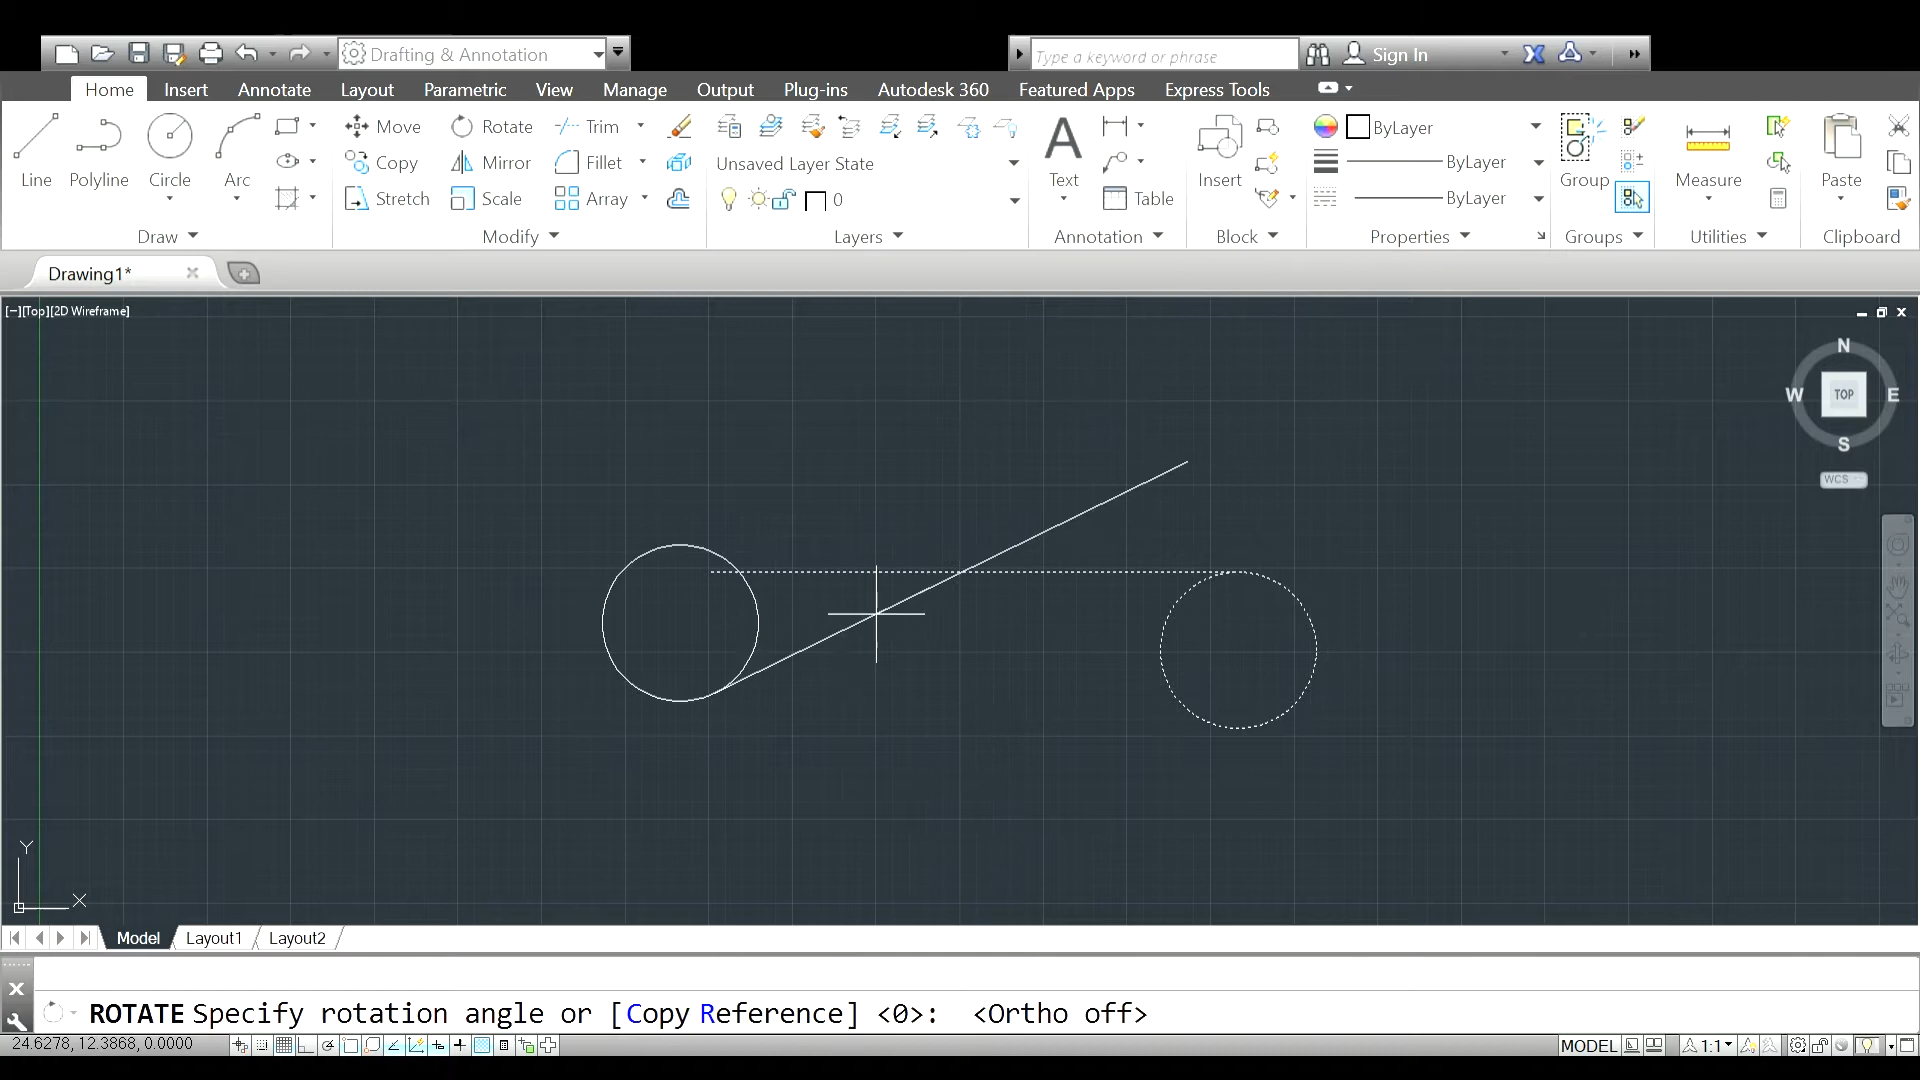 Drafting & Annotation
Type a keyword or phrase
Sign In
Home Insert Annotate Layout Parametric View Manage Output Plug-ins Autodesk 360 Featured Apps Express Tools
Move Rotate Trim ByLayer
Line Polyline Circle Arc Copy Mirror Fillet Unsaved Layer State Text Insert ByLayer Group Measure Paste
Stretch Scale Array 0 Table ByLayer
Draw Modify Layers Annotation Block Properties Groups Utilities Clipboard
Drawing1*
[−][Top][2D Wireframe]
N
W TOP E
S
WCS
Y
X
Model Layout1 Layout2
ROTATE Specify rotation angle or [Copy Reference] <0>: <Ortho off>
24.6278, 12.3868, 0.0000 MODEL 1:1